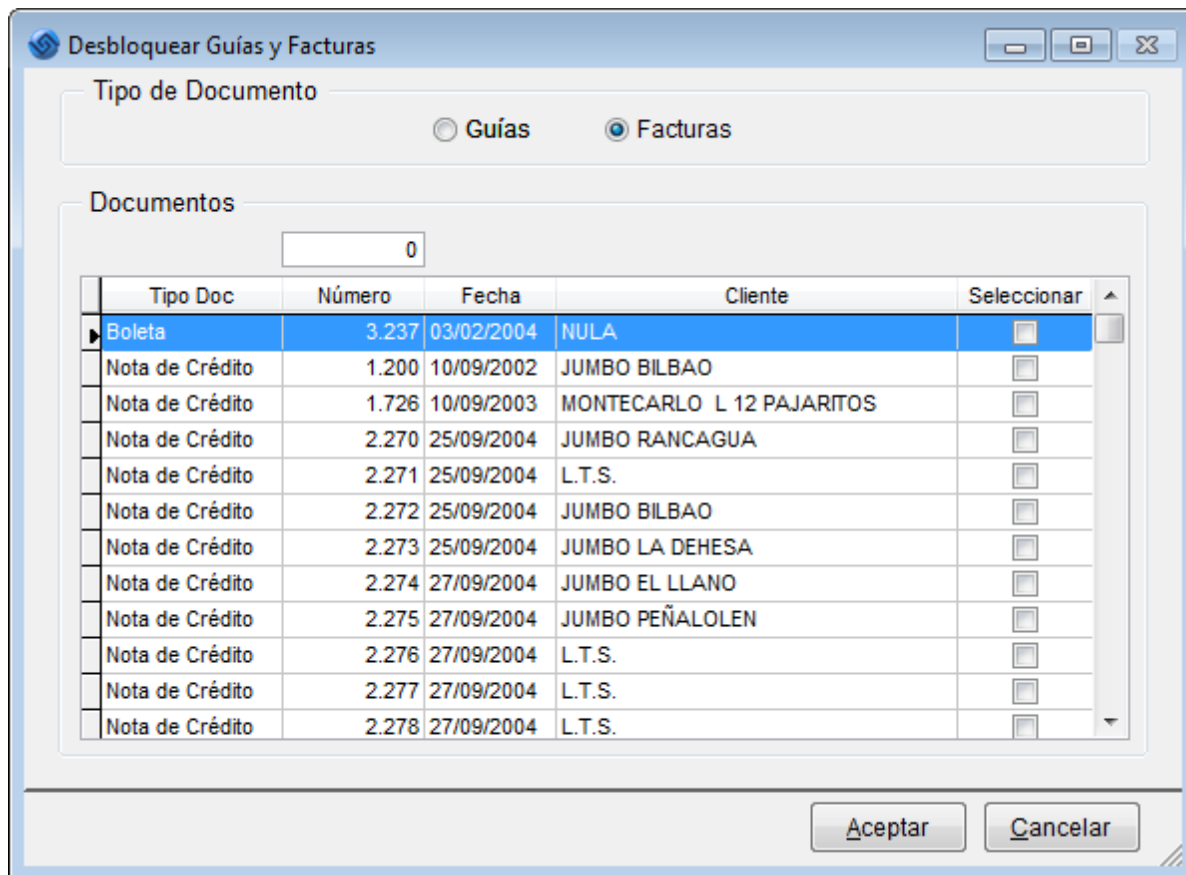 Desbloquear Guías y Facturas
Tipo de Documento
Guías Facturas
Documentos
0
Tipo Doc Número Fecha Cliente Seleccionar
Boleta 3.237 03/02/2004 NULA
Nota de Crédito 1.200 10/09/2002 JUMBO BILBAO
Nota de Crédito 1.726 10/09/2003 MONTECARLO L 12 PAJARITOS
Nota de Crédito 2.270 25/09/2004 JUMBO RANCAGUA
Nota de Crédito 2.271 25/09/2004 L.T.S.
Nota de Crédito 2.272 25/09/2004 JUMBO BILBAO
Nota de Crédito 2.273 25/09/2004 JUMBO LA DEHESA
Nota de Crédito 2.274 27/09/2004 JUMBO EL LLANO
Nota de Crédito 2.275 27/09/2004 JUMBO PEÑALOLEN
Nota de Crédito 2.276 27/09/2004 L.T.S.
Nota de Crédito 2.277 27/09/2004 L.T.S.
Nota de Crédito 2.278 27/09/2004 L.T.S.
Aceptar Cancelar